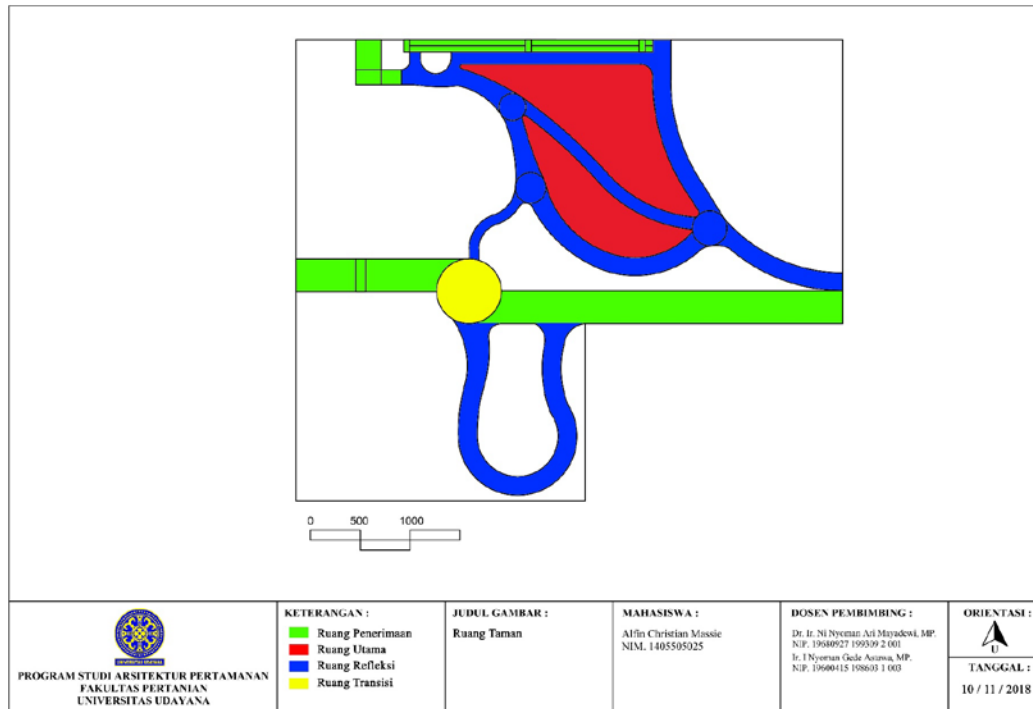 0 500 1000
PROGRAM STUDI ARSITEKTUR PERTAMANAN
FAKULTAS PERTANIAN
UNIVERSITAS UDAYANA
KETERANGAN :
Ruang Penerimaan
Ruang Utama
Ruang Refleksi
Ruang Transisi
JUDUL GAMBAR :
Ruang Taman
MAHASISWA :
Alfin Christian Massie
NIM. 1405505025
DOSEN PEMBIMBING :
Dr. Ir. Ni Nyoman Ari Mayadewi, MP.
NIP. 19680927 199309 2 001
Ir. I Nyoman Gede Astawa, MP.
NIP. 19600415 198603 1 003
ORIENTASI :
U
TANGGAL :
10 / 11 / 2018